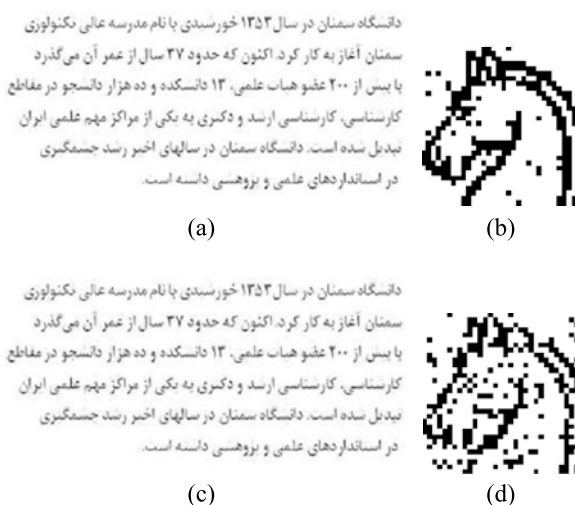 دانشگاه سمنان در سال ۱۳۵۳ خورشیدی با نام مدرسه عالی تکنولوژی
سمنان آغاز به کار کرد. اکنون که حدود ۳۷ سال از عمر آن می‌گذرد
با بیش از ۲۰۰ عضو هیات علمی، ۱۳ دانشکده و ده هزار دانشجو در مقاطع
کارشناسی، کارشناسی ارشد و دکتری به یکی از مراکز مهم علمی ایران
تبدیل شده است. دانشگاه سمنان در سالهای اخیر رشد چشمگیری
در استانداردهای علمی و پژوهشی داشته است.
(a)
(b)
دانشگاه سمنان در سال ۱۳۵۳ خورشیدی با نام مدرسه عالی تکنولوژی
سمنان آغاز به کار کرد. اکنون که حدود ۳۷ سال از عمر آن می‌گذرد
با بیش از ۲۰۰ عضو هیات علمی، ۱۳ دانشکده و ده هزار دانشجو در مقاطع
کارشناسی، کارشناسی ارشد و دکتری به یکی از مراکز مهم علمی ایران
تبدیل شده است. دانشگاه سمنان در سالهای اخیر رشد چشمگیری
در استانداردهای علمی و پژوهشی داشته است.
(c)
(d)